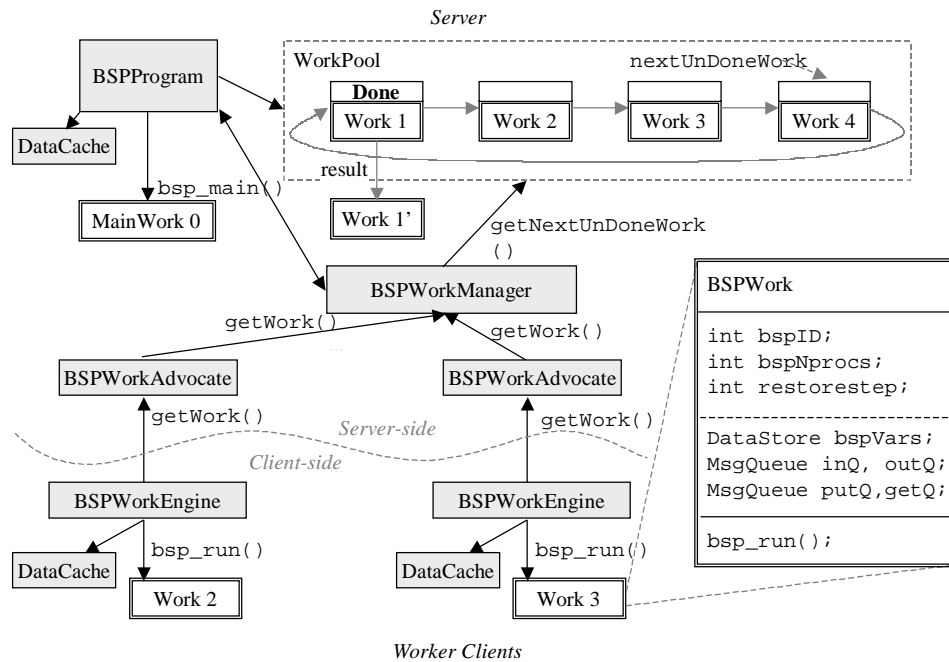 Server
BSPProgram
WorkPool
nextUnDoneWork
Done
Work 1
Work 2
Work 3
Work 4
DataCache
result
bsp_main()
MainWork 0
Work 1’
getNextUnDoneWork
()
BSPWorkManager
getWork()
getWork()
...
BSPWorkAdvocate
BSPWorkAdvocate
getWork()
getWork()
Server-side
Client-side
BSPWorkEngine
BSPWorkEngine
bsp_run()
bsp_run()
DataCache
DataCache
Work 2
Work 3
BSPWork
int bspID;
int bspNprocs;
int restorestep;
DataStore bspVars;
MsgQueue inQ, outQ;
MsgQueue putQ,getQ;
bsp_run();
Worker Clients